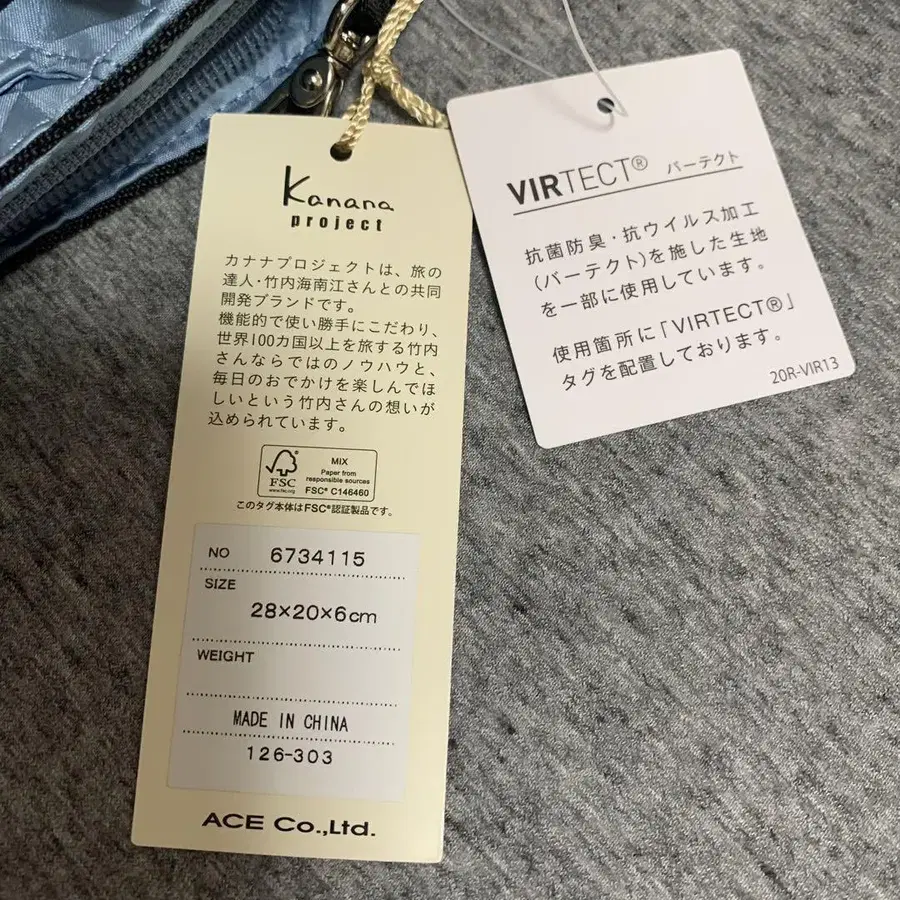 Kanana
project
カナナプロジェクトは、旅の
達人・竹内海南江さんとの共同
開発ブランドです。
機能的で使い勝手にこだわり、
世界100カ国以上を旅する竹内
さんならではのノウハウと、
毎日のおでかけを楽しんでほ
しいという竹内さんの想いが
込められています。
FSC
www.fsc.org
MIX
Paper from
responsible sources
FSC® C146460
このタグ本体はFSC®認証製品です。
NO 6734115
SIZE
28×20×6cm
WEIGHT
MADE IN CHINA
126-303
ACE Co.,Ltd.
VIRTECT® バーテクト
抗菌防臭・抗ウイルス加工
(バーテクト)を施した生地
を一部に使用しています。
使用箇所に「VIRTECT®」
タグを配置しております。
20R-VIR13